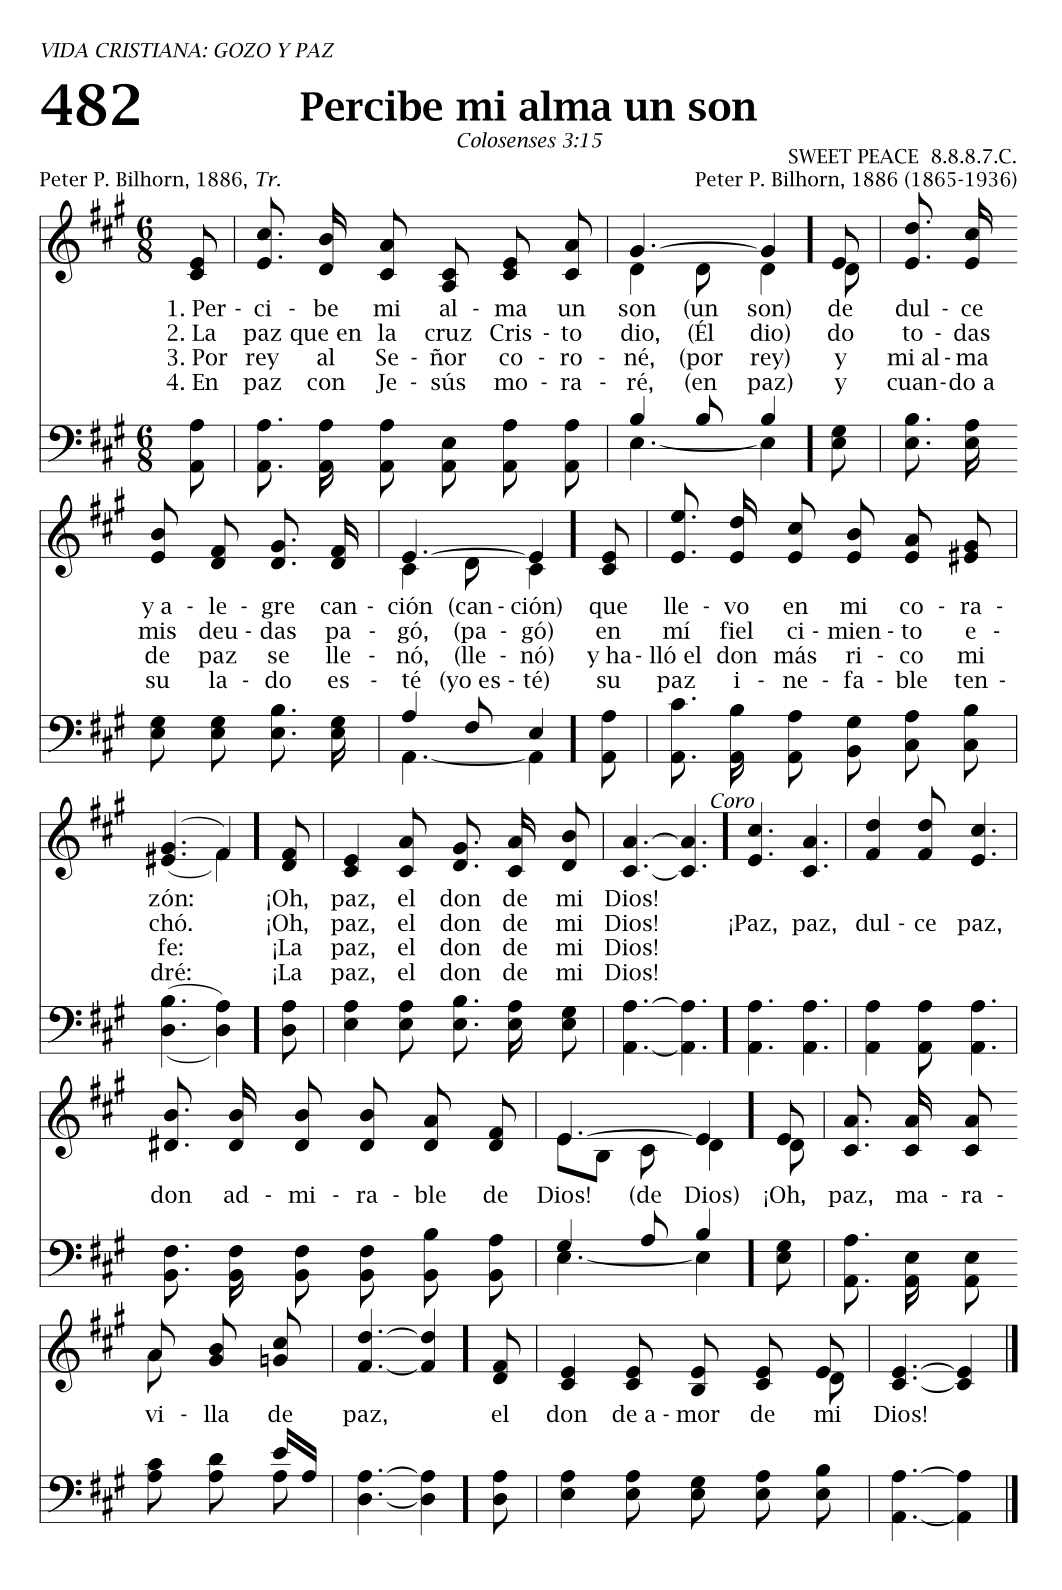 VIDA CRISTIANA: GOZO Y PAZ
482
Percibe mi alma un son
Colosenses 3:15
SWEET PEACE 8.8.8.7.C.
Peter P. Bilhorn, 1886, Tr.
Peter P. Bilhorn, 1886 (1865-1936)
1. Per - ci - be mi al - ma un son (un son) de dul - ce
2. La paz que en la cruz Cris - to dio, (Él dio) do to - das
3. Por rey al Se - ñor co - ro - né, (por rey) y mi al - ma
4. En paz con Je - sús mo - ra - ré, (en paz) y cuan - do a
y a - le - gre can - ción (can - ción) que lle - vo en mi co - ra -
mis deu - das pa - gó, (pa - gó) en mí fiel ci - mien - to e -
de paz se lle - nó, (lle - nó) y ha - lló el don más ri - co mi
su la - do es - té (yo es - té) su paz i - ne - fa - ble ten -
Coro
zón: ¡Oh, paz, el don de mi Dios!
chó. ¡Oh, paz, el don de mi Dios! ¡Paz, paz, dul - ce paz,
fe: ¡La paz, el don de mi Dios!
dré: ¡La paz, el don de mi Dios!
don ad - mi - ra - ble de Dios! (de Dios) ¡Oh, paz, ma - ra -
vi - lla de paz, el don de a - mor de mi Dios!